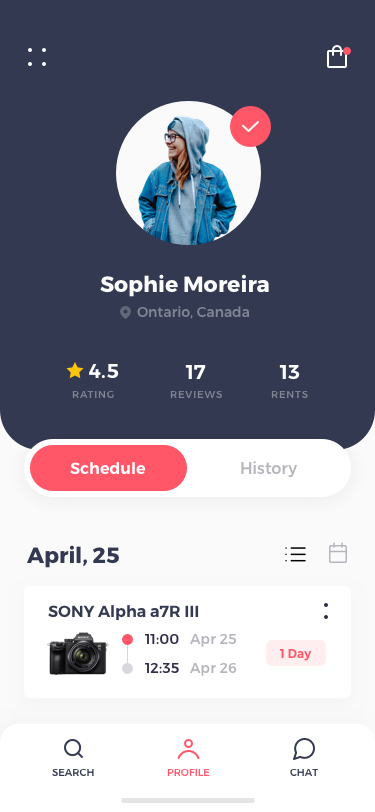 Sophie Moreira
Ontario, Canada
4.5 17 13
RATING REVIEWS RENTS
Schedule History
April, 25
SONY Alpha a7R III
11:00 Apr 25
1 Day
12:35 Apr 26
SEARCH PROFILE CHAT